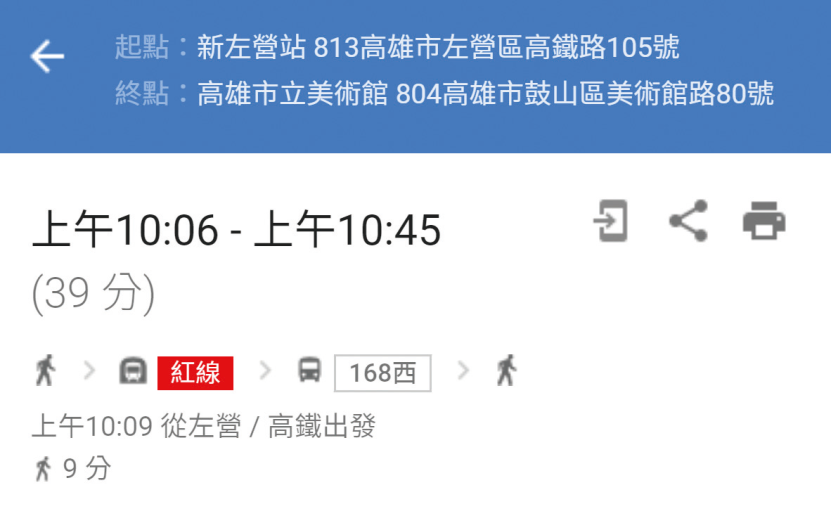 起點：新左營站 813高雄市左營區高鐵路105號
終點：高雄市立美術館 804高雄市鼓山區美術館路80號
上午10:06 - 上午10:45
(39 分)
紅線 168西
上午10:09 從左營 / 高鐵出發
9 分